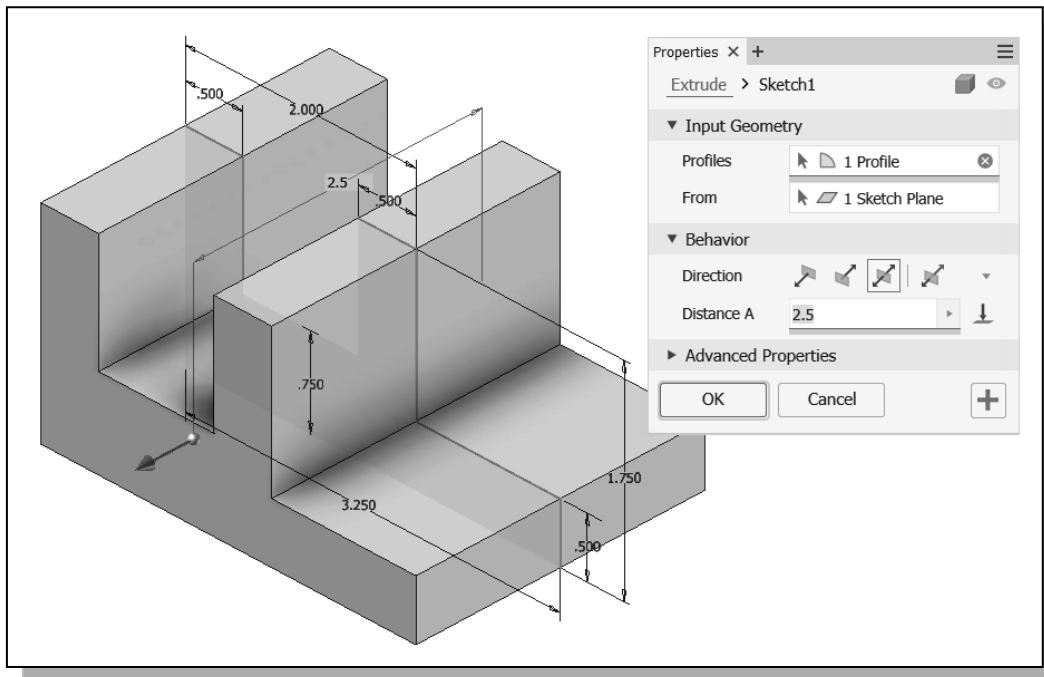 .500
2.000
2.5
.500
.750
3.250
1.750
.500
Properties × +
Extrude > Sketch1
Input Geometry
Profiles 1 Profile
From 1 Sketch Plane
Behavior
Direction
Distance A 2.5
Advanced Properties
OK Cancel +